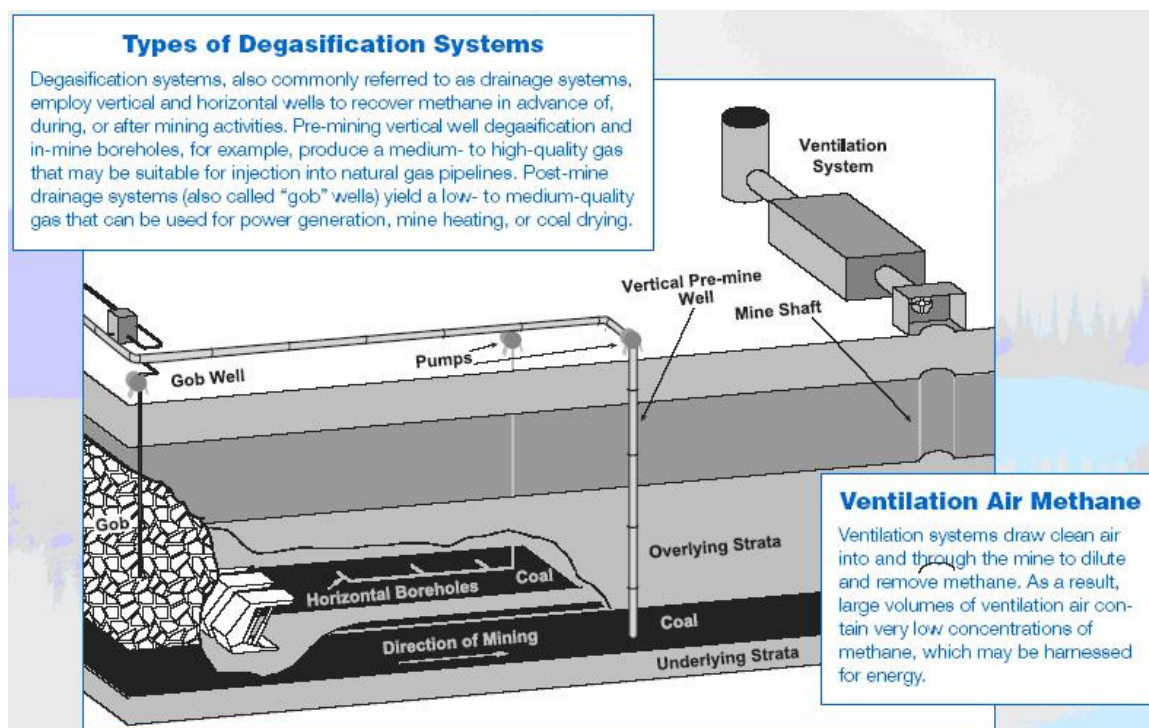 Types of Degasification Systems
Degasification systems, also commonly referred to as drainage systems,
employ vertical and horizontal wells to recover methane in advance of,
during, or after mining activities. Pre-mining vertical well degasification and
in-mine boreholes, for example, produce a medium- to high-quality gas
that may be suitable for injection into natural gas pipelines. Post-mine
drainage systems (also called “gob” wells) yield a low- to medium-quality
gas that can be used for power generation, mine heating, or coal drying.
Ventilation
System
Vertical Pre-mine
Well
Mine Shaft
Pumps
Gob Well
Gob
Overlying Strata
Horizontal Boreholes
Coal
Direction of Mining
Coal
Underlying Strata
Ventilation Air Methane
Ventilation systems draw clean air
into and through the mine to dilute
and remove methane. As a result,
large volumes of ventilation air con-
tain very low concentrations of
methane, which may be harnessed
for energy.